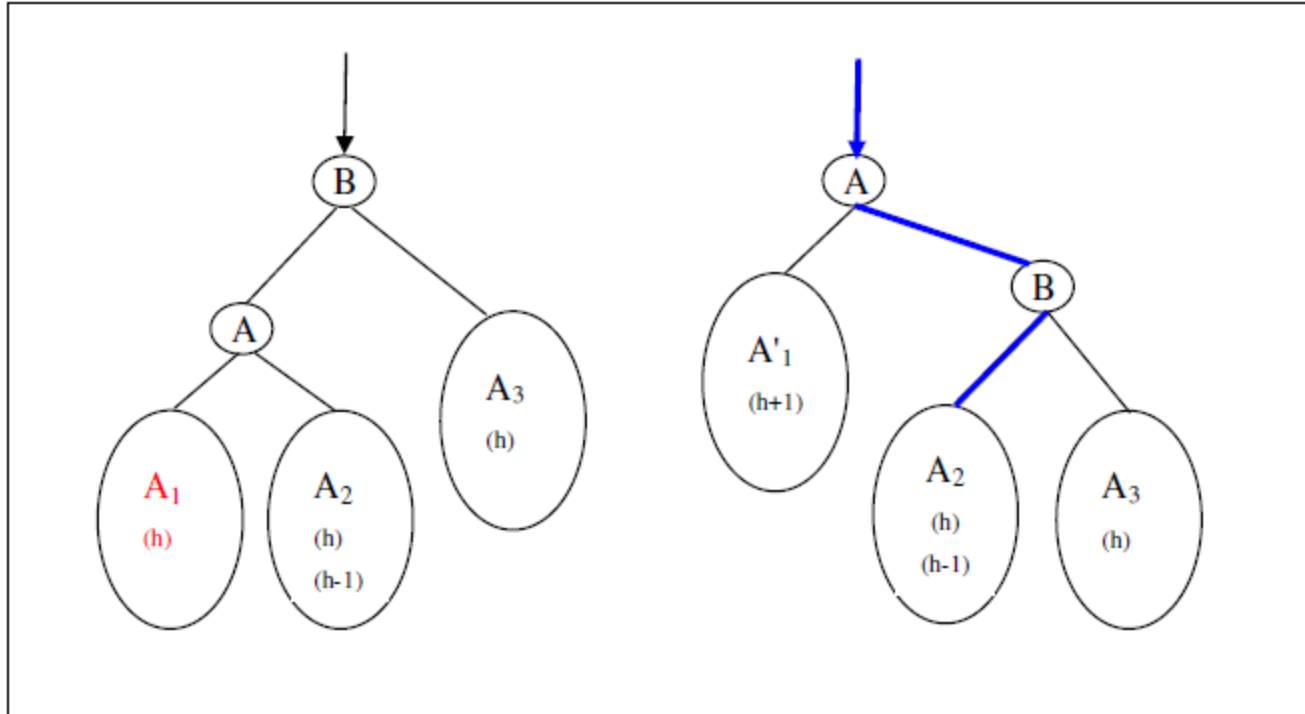 B
A
A₁
(h)
A₂
(h)
(h-1)
A₃
(h)
A
B
A'₁
(h+1)
A₂
(h)
(h-1)
A₃
(h)